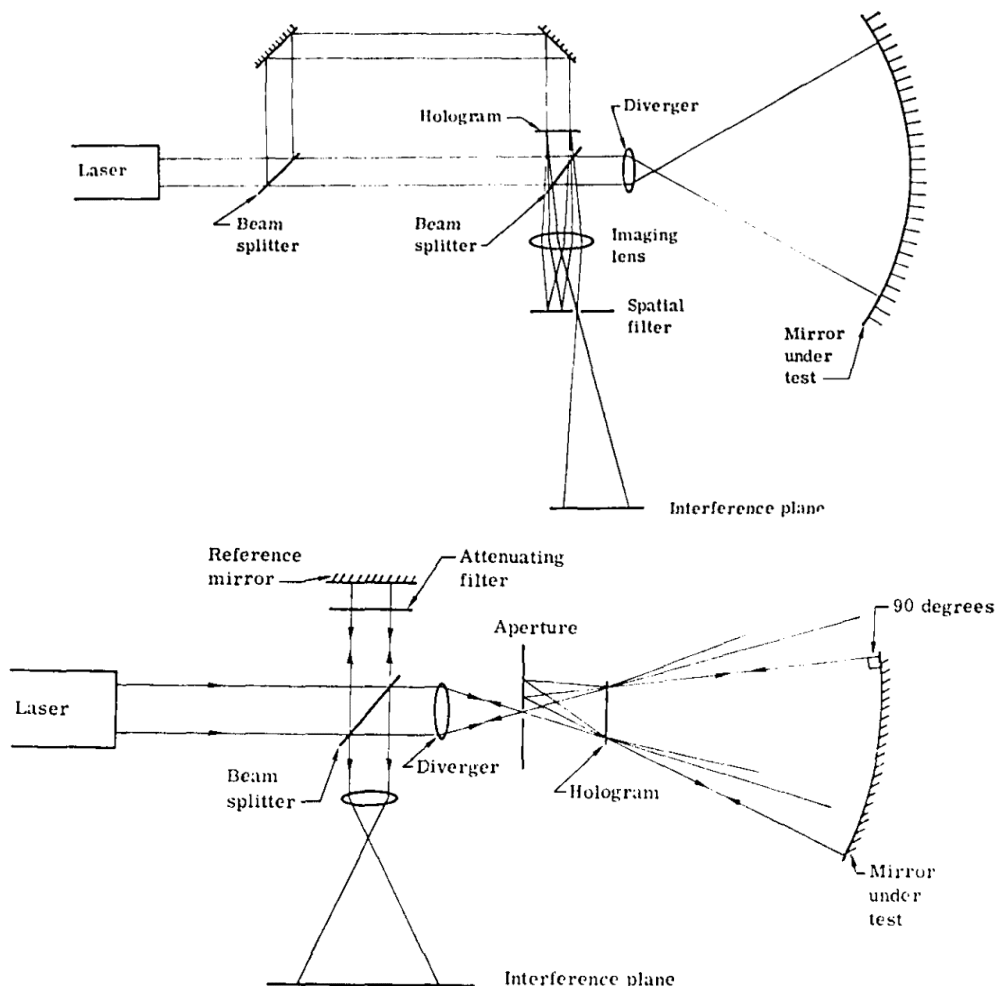 Hologram
Diverger
Laser
Beam
splitter
Beam
splitter
Imaging
lens
Spatial
filter
Mirror
under
test
Interference plane
Reference
mirror
Attenuating
filter
90 degrees
Aperture
Laser
Beam
splitter
Diverger
Hologram
Mirror
under
test
Interference plane